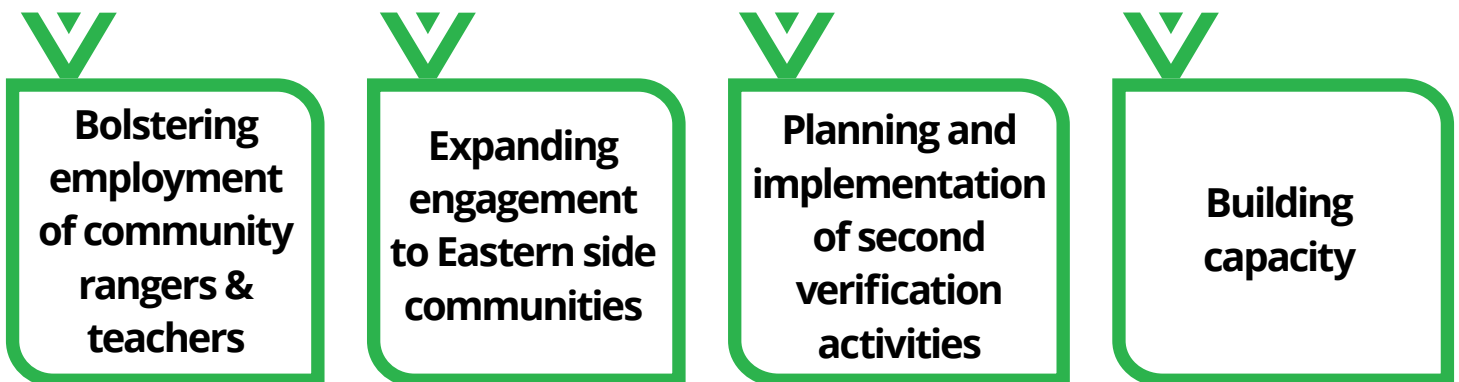 Bolstering
employment
of community
rangers &
teachers
Expanding
engagement
to Eastern side
communities
Planning and
implementation
of second
verification
activities
Building
capacity